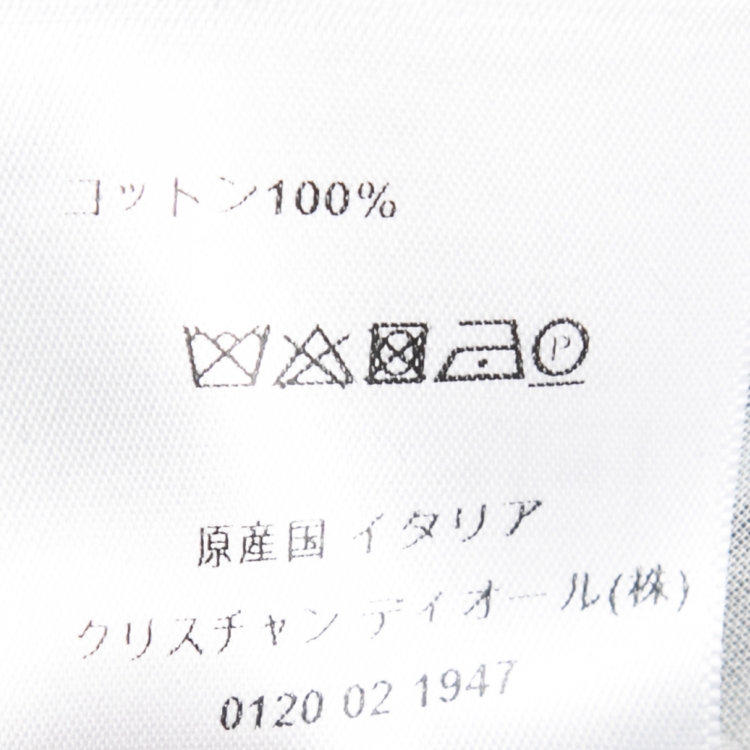 コットン100%
P
原産国 イタリア
クリスチャン ディオール(株)
0120 02 1947